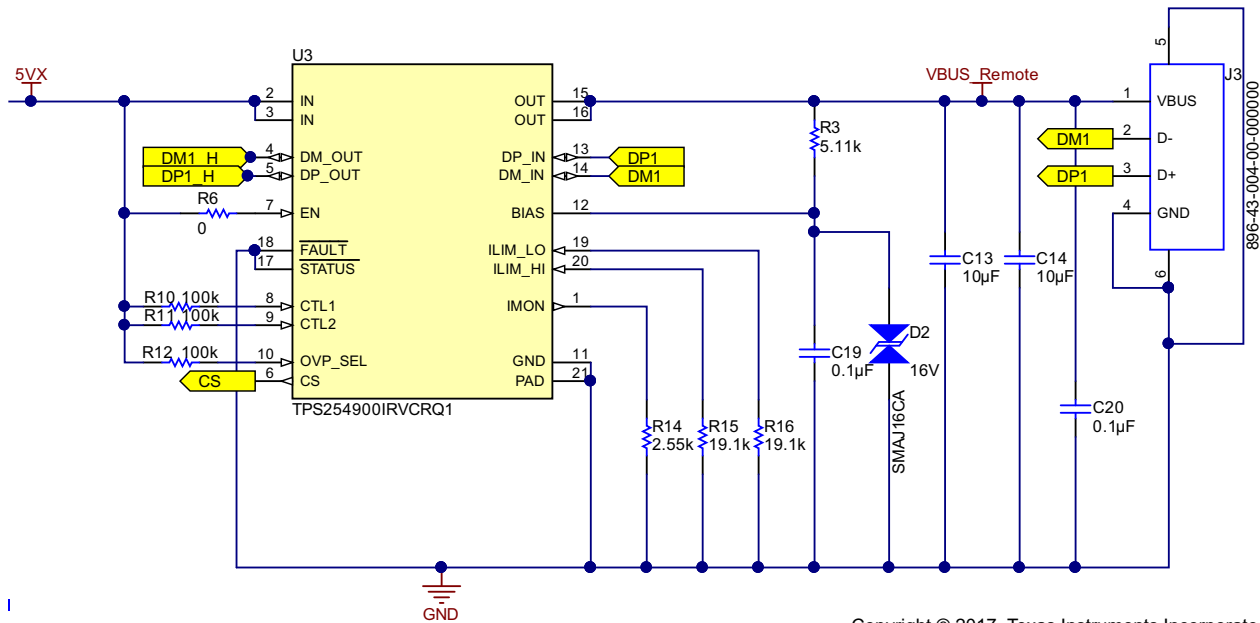 U3
5VX
VBUS_Remote
5
J3
2 IN OUT 15
3 IN OUT 16
1 VBUS
R3
5.11k
DM1 2 D-
DM1_H 4 DM_OUT DP_IN 13 DP1
DP1_H 5 DP_OUT DM_IN 14 DM1
DP1 3 D+
R6
0
7 EN BIAS 12
4 GND
896-43-004-00-000000
18 FAULT ILIM_LO 19
17 STATUS ILIM_HI 20
C13
10µF
C14
10µF
6
R10 100k 8 CTL1 IMON 1
R11 100k 9 CTL2
D2
16V
SMAJ16CA
R12 100k 10 OVP_SEL GND 11
CS 6 CS PAD 21
C19
0.1µF
TPS254900IRVCRQ1
C20
0.1µF
R14
2.55k
R15
19.1k
R16
19.1k
GND